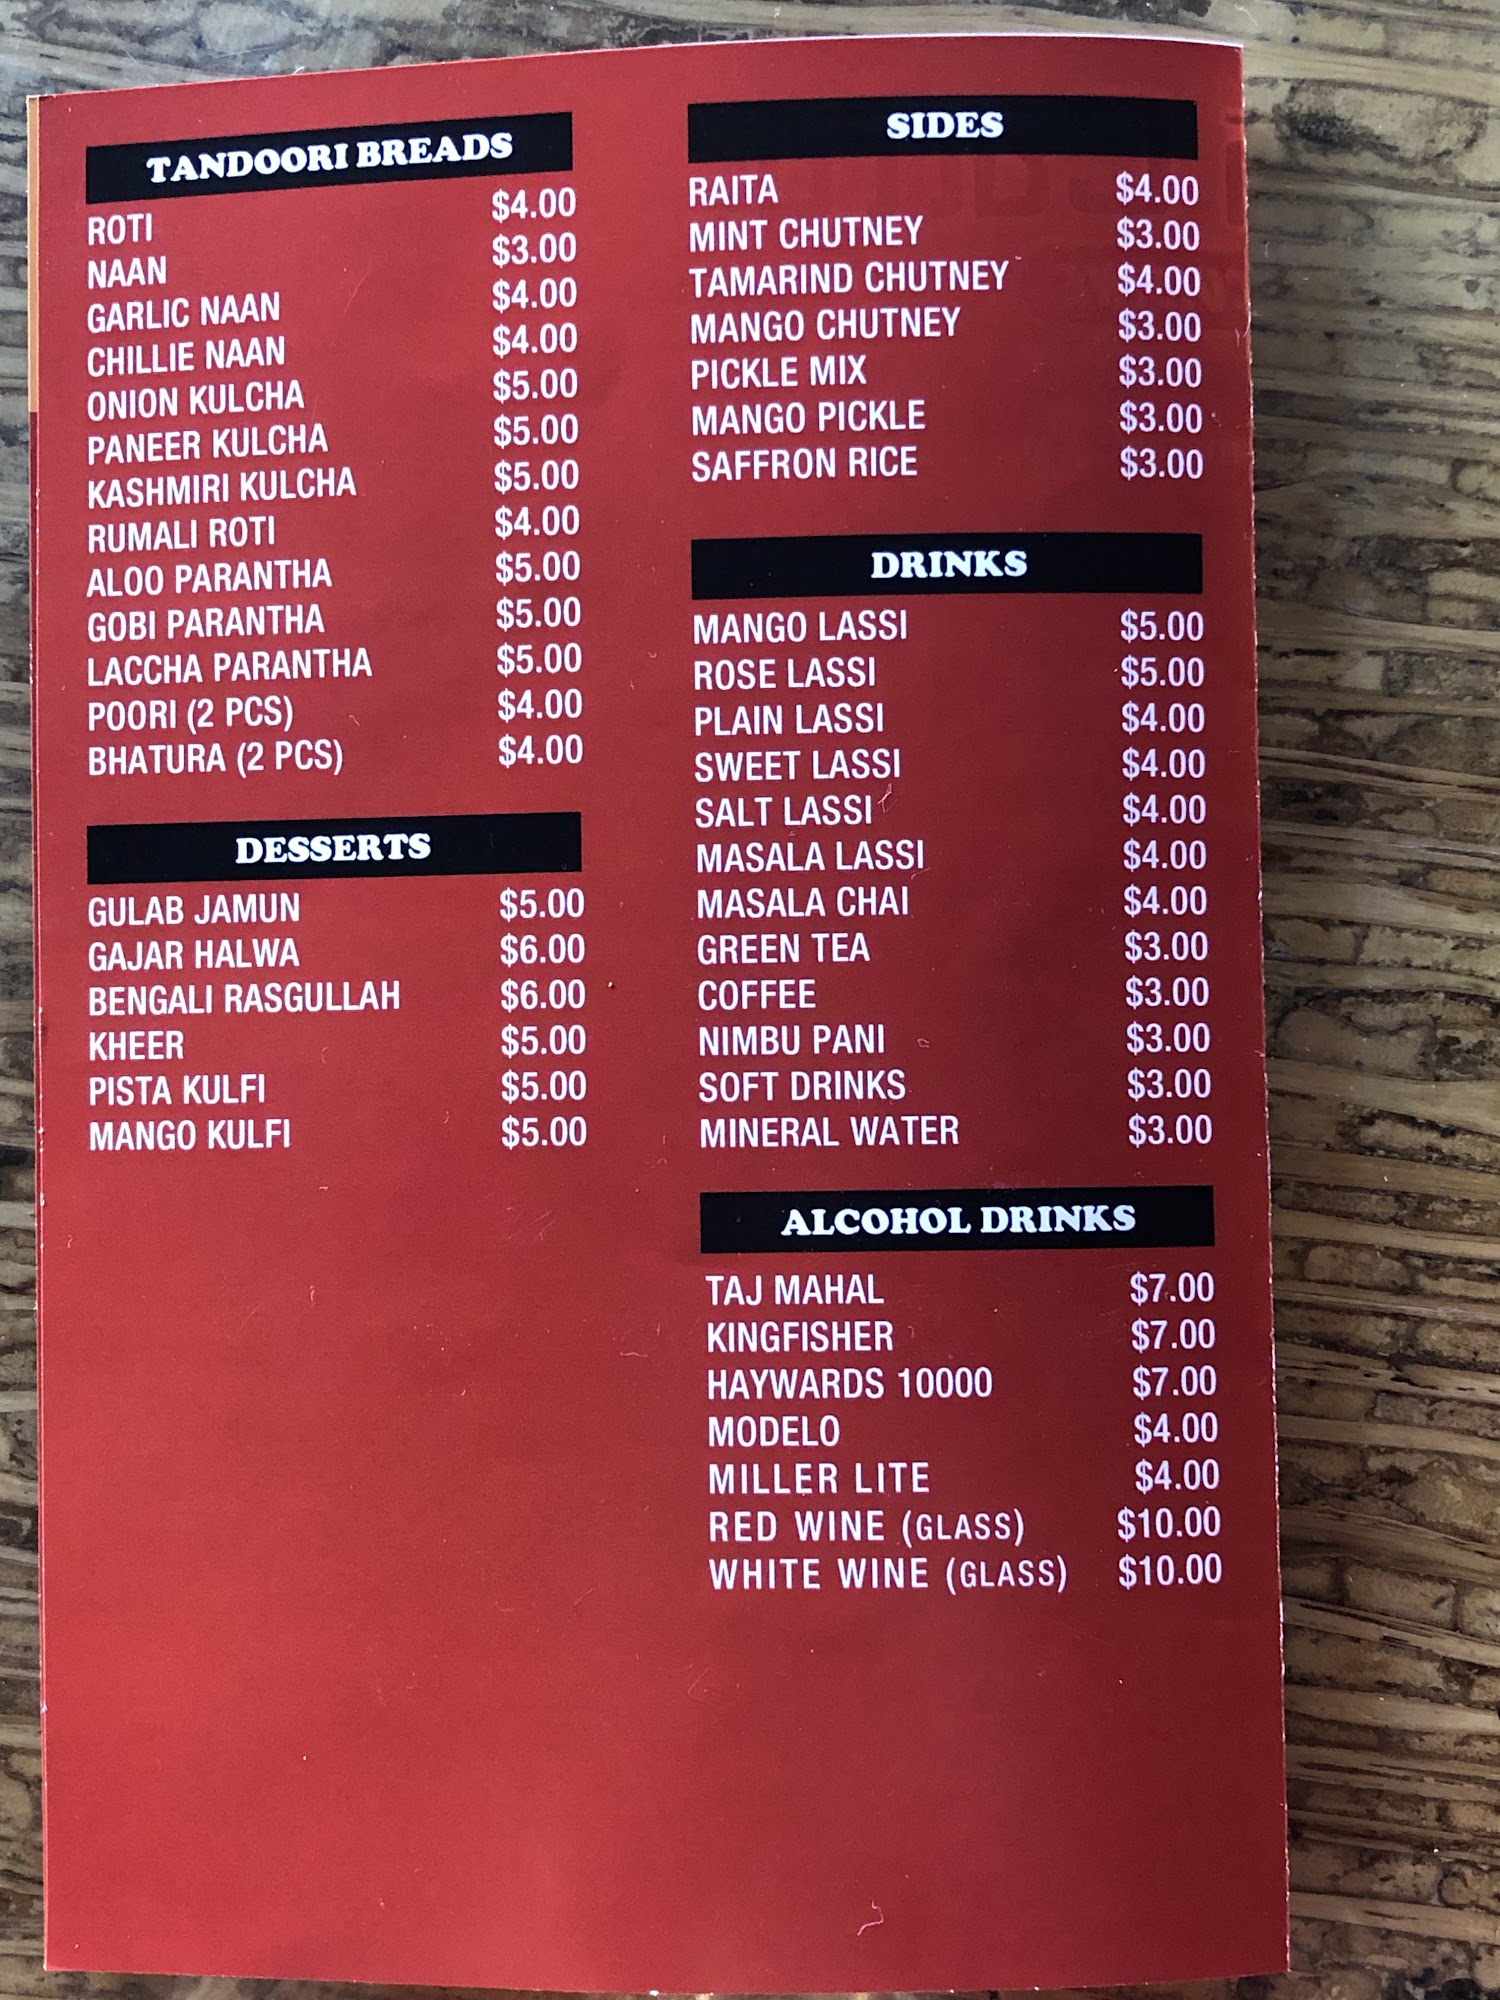 TANDOORI BREADS
ROTI $4.00
NAAN $3.00
GARLIC NAAN $4.00
CHILLIE NAAN $4.00
ONION KULCHA $5.00
PANEER KULCHA $5.00
KASHMIRI KULCHA $5.00
RUMALI ROTI $4.00
ALOO PARANTHA $5.00
GOBI PARANTHA $5.00
LACCHA PARANTHA $5.00
POORI (2 PCS) $4.00
BHATURA (2 PCS) $4.00
DESSERTS
GULAB JAMUN $5.00
GAJAR HALWA $6.00
BENGALI RASGULLAH $6.00
KHEER $5.00
PISTA KULFI $5.00
MANGO KULFI $5.00
SIDES
RAITA $4.00
MINT CHUTNEY $3.00
TAMARIND CHUTNEY $4.00
MANGO CHUTNEY $3.00
PICKLE MIX $3.00
MANGO PICKLE $3.00
SAFFRON RICE $3.00
DRINKS
MANGO LASSI $5.00
ROSE LASSI $5.00
PLAIN LASSI $4.00
SWEET LASSI $4.00
SALT LASSI $4.00
MASALA LASSI $4.00
MASALA CHAI $4.00
GREEN TEA $3.00
COFFEE $3.00
NIMBU PANI $3.00
SOFT DRINKS $3.00
MINERAL WATER $3.00
ALCOHOL DRINKS
TAJ MAHAL $7.00
KINGFISHER $7.00
HAYWARDS 10000 $7.00
MODELO $4.00
MILLER LITE $4.00
RED WINE (GLASS) $10.00
WHITE WINE (GLASS) $10.00